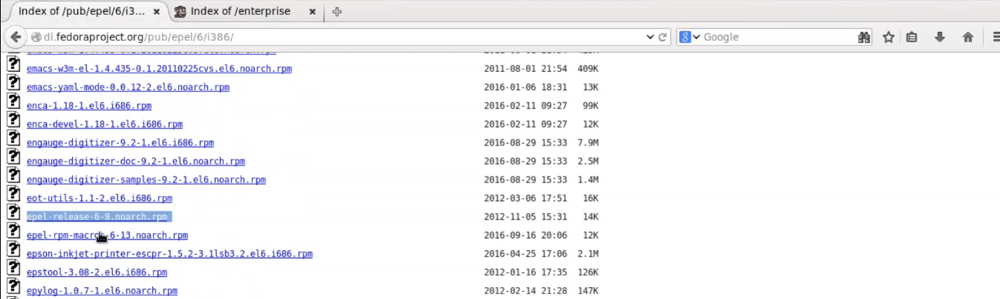 Index of /pub/epel/6/i3... × Index of /enterprise ×
dl.fedoraproject.org/pub/epel/6/i386/ Google
emacs-w3m-el-1.4.435-0.1.20110225cvs.el6.noarch.rpm 2011-08-01 21:54 409K
emacs-yaml-mode-0.0.12-2.el6.noarch.rpm 2016-01-06 18:31 13K
enca-1.18-1.el6.i686.rpm 2016-02-11 09:27 99K
enca-devel-1.18-1.el6.i686.rpm 2016-02-11 09:27 12K
engauge-digitizer-9.2-1.el6.i686.rpm 2016-08-29 15:33 7.9M
engauge-digitizer-doc-9.2-1.el6.noarch.rpm 2016-08-29 15:33 2.5M
engauge-digitizer-samples-9.2-1.el6.noarch.rpm 2016-08-29 15:33 1.4M
eot-utils-1.1-2.el6.i686.rpm 2012-03-06 17:51 16K
epel-release-6-8.noarch.rpm 2012-11-05 15:31 14K
epel-rpm-macros-6-13.noarch.rpm 2016-09-16 20:06 12K
epson-inkjet-printer-escpr-1.5.2-3.1lsb3.2.el6.i686.rpm 2016-04-25 17:06 2.1M
epstool-3.08-2.el6.i686.rpm 2012-01-16 17:35 126K
epylog-1.0.7-1.el6.noarch.rpm 2012-02-14 21:28 147K